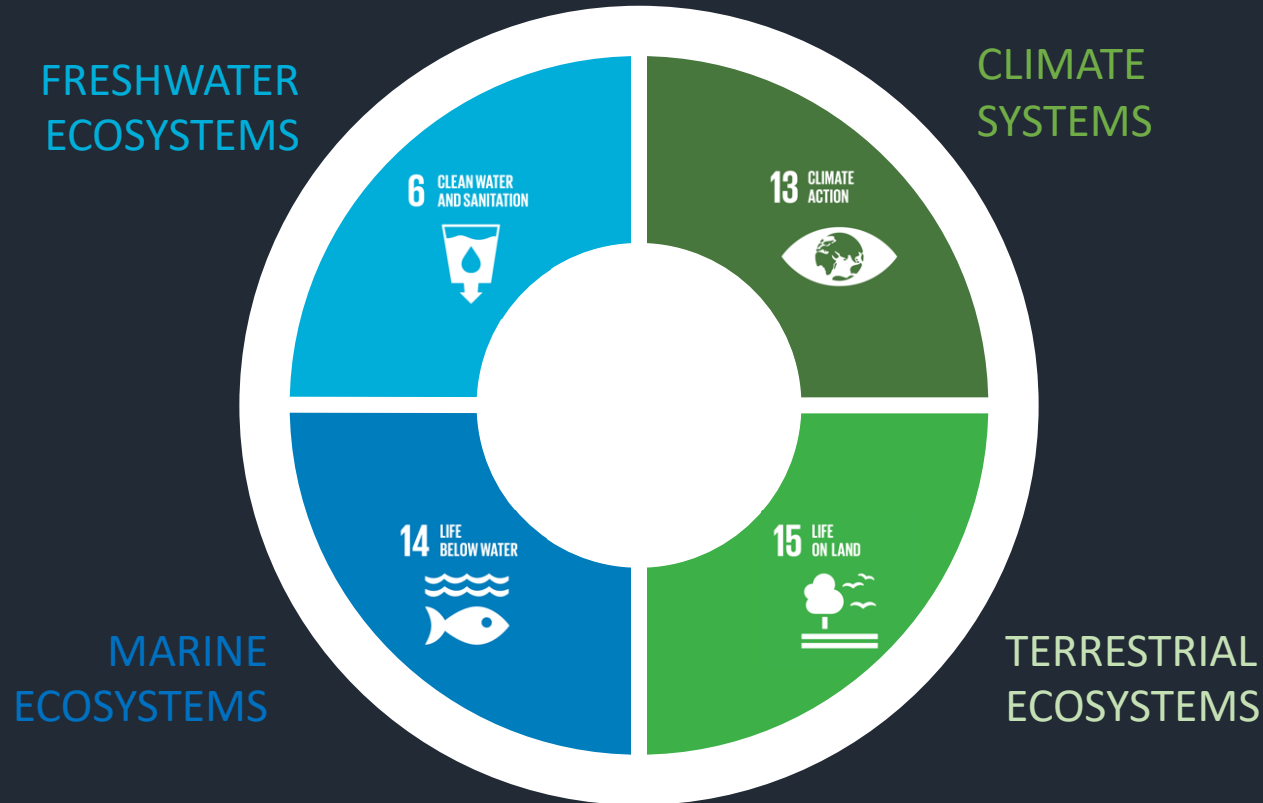 FRESHWATER
ECOSYSTEMS
CLIMATE
SYSTEMS
6 CLEAN WATER
AND SANITATION
13 CLIMATE
ACTION
14 LIFE
BELOW WATER
15 LIFE
ON LAND
MARINE
ECOSYSTEMS
TERRESTRIAL
ECOSYSTEMS